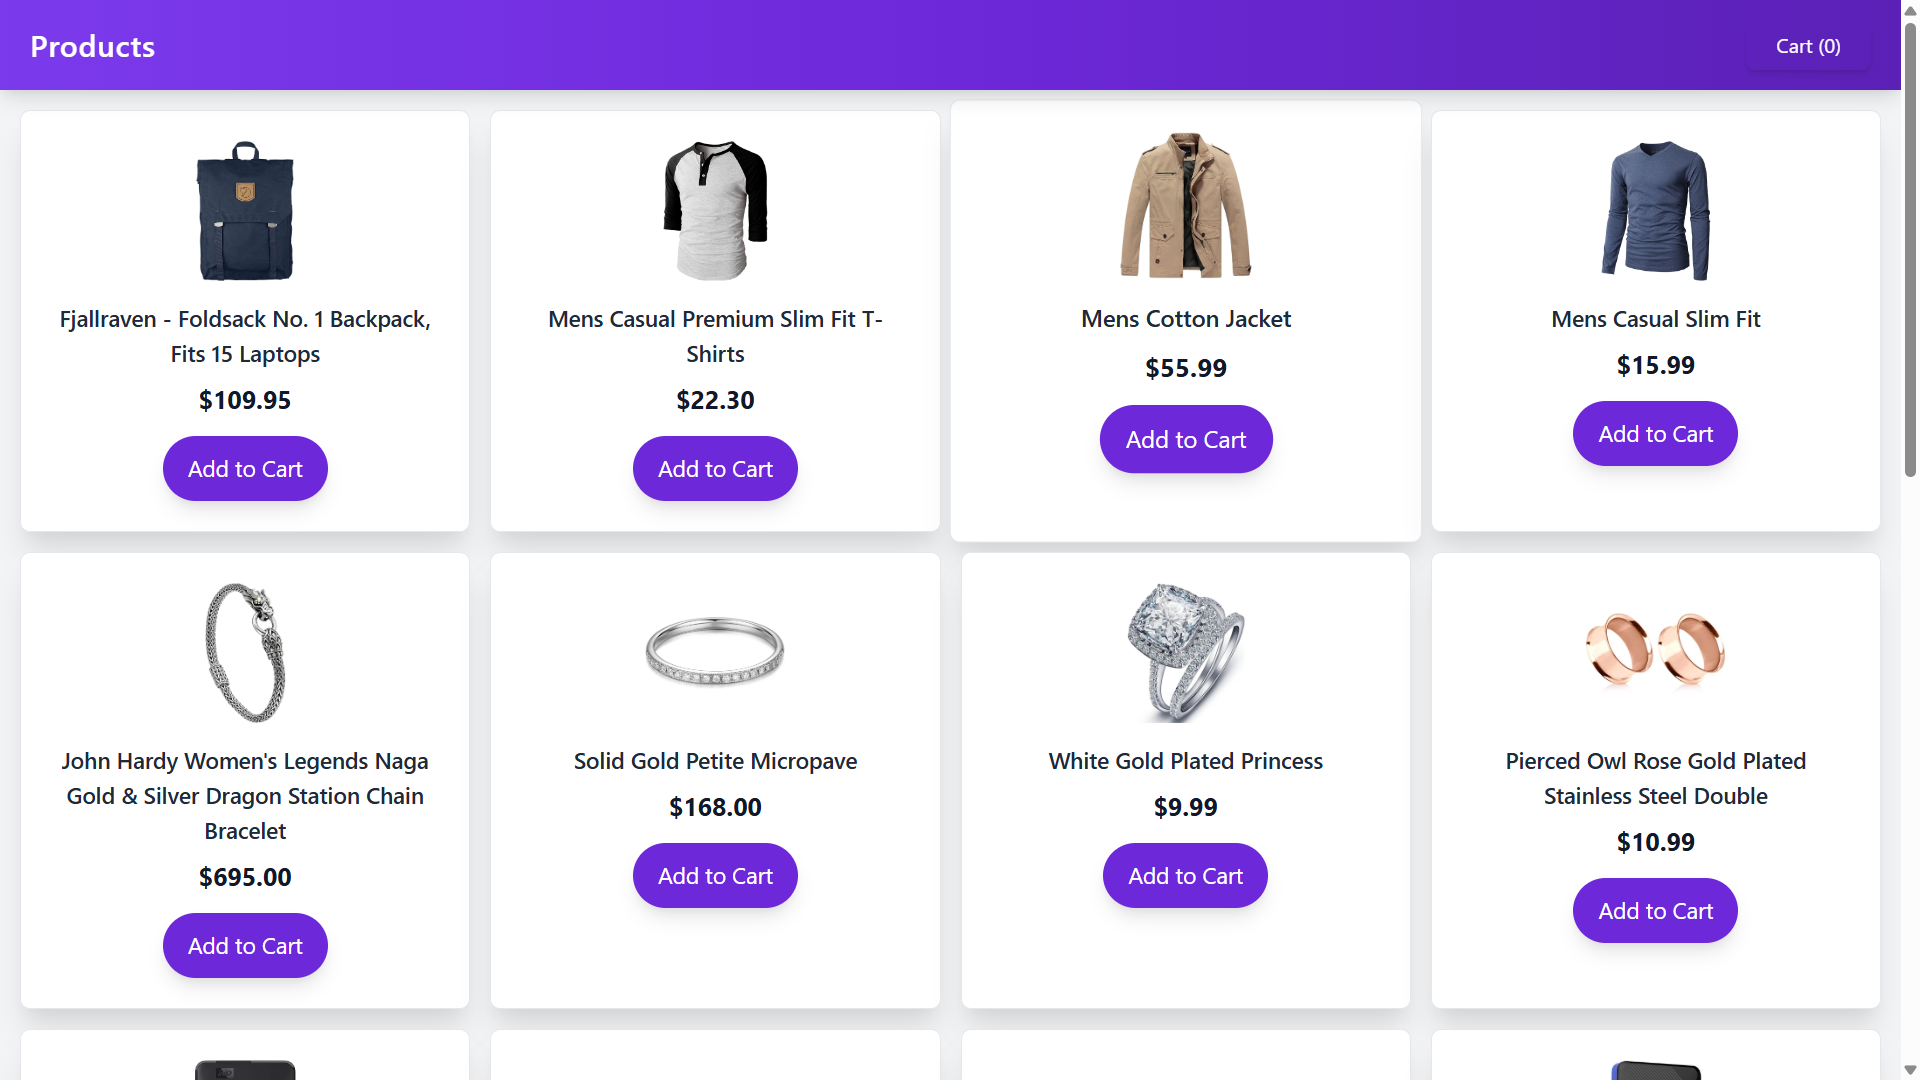 Products
Cart (0)
Fjallraven - Foldsack No. 1 Backpack,
Fits 15 Laptops
$109.95
Add to Cart
Mens Casual Premium Slim Fit T-
Shirts
$22.30
Add to Cart
Mens Cotton Jacket
$55.99
Add to Cart
Mens Casual Slim Fit
$15.99
Add to Cart
John Hardy Women's Legends Naga
Gold & Silver Dragon Station Chain
Bracelet
$695.00
Add to Cart
Solid Gold Petite Micropave
$168.00
Add to Cart
White Gold Plated Princess
$9.99
Add to Cart
Pierced Owl Rose Gold Plated
Stainless Steel Double
$10.99
Add to Cart